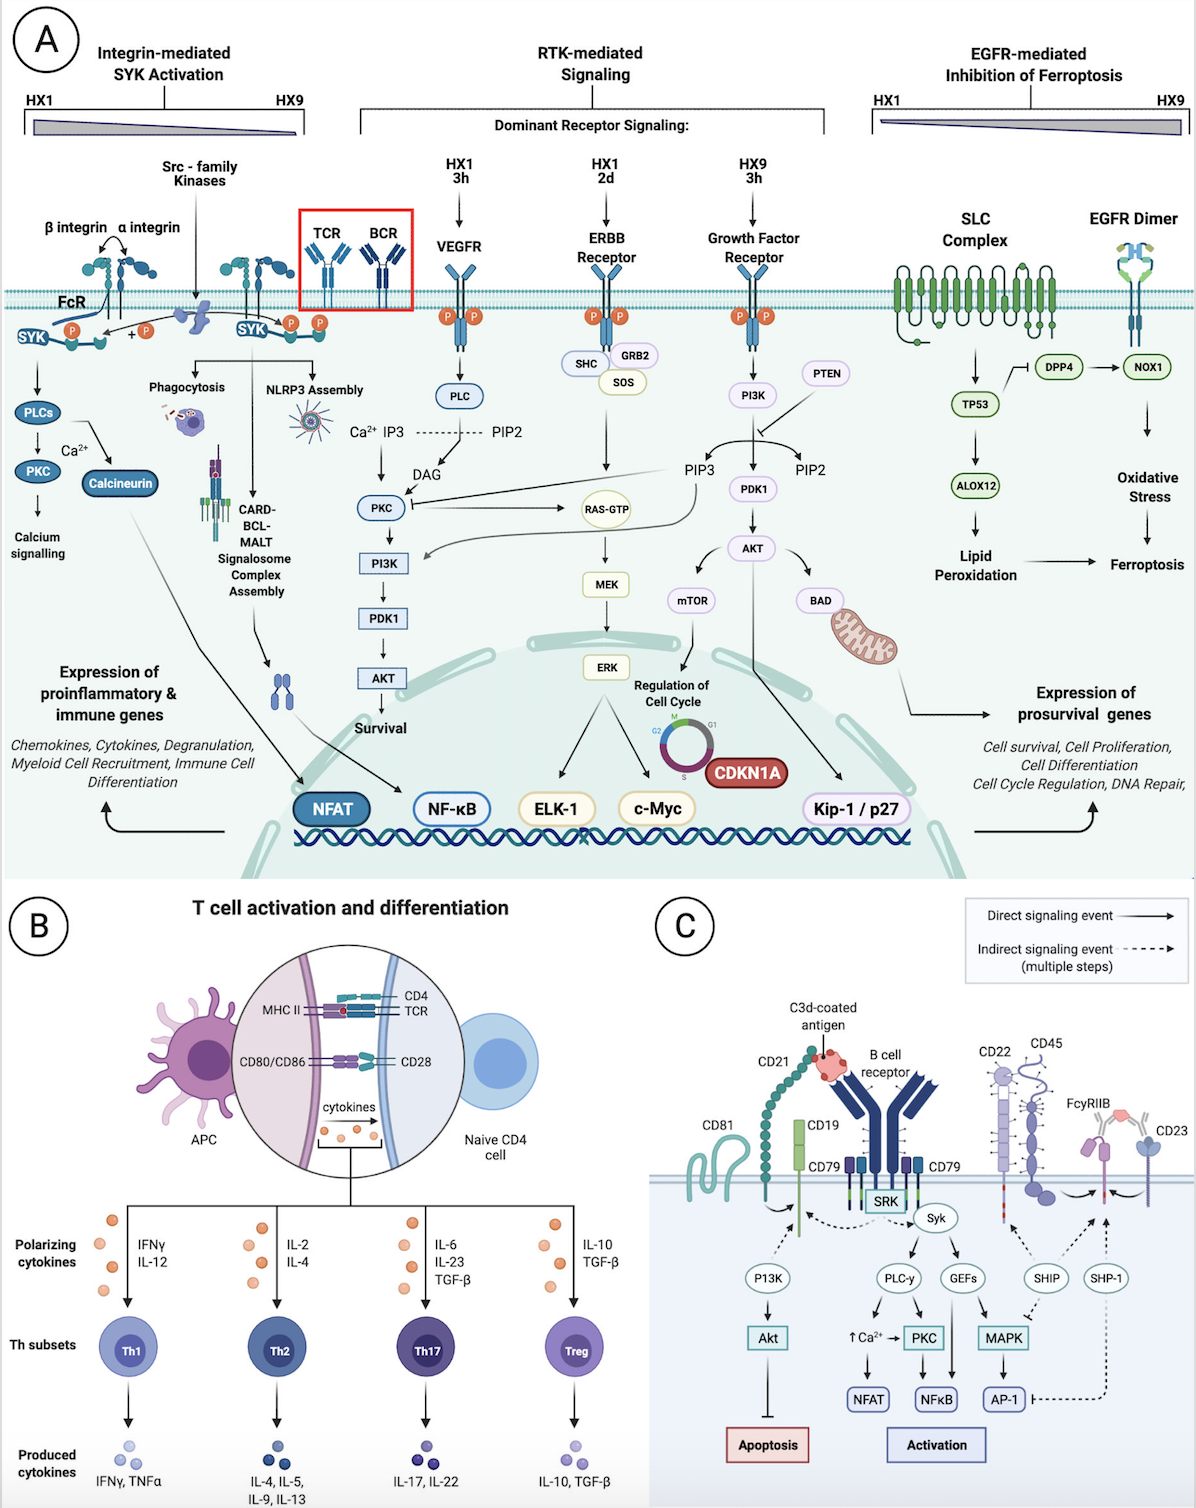 A
Integrin-mediated
SYK Activation
HX1
HX9
RTK-mediated
Signaling
Dominant Receptor Signaling:
EGFR-mediated
Inhibition of Ferroptosis
HX1
HX9
Src - family
Kinases
HX1
3h
HX1
2d
HX9
3h
β integrin
α integrin
TCR
BCR
VEGFR
ERBB
Receptor
Growth Factor
Receptor
SLC
Complex
EGFR Dimer
FcR
SYK
P
+ P
SYK
P
P
P
P
P
P
P
P
SHC
GRB2
SOS
PLCs
Ca²⁺
PKC
Calcineurin
Calcium
signalling
Phagocytosis
NLRP3 Assembly
CARD-
BCL-
MALT
Signalosome
Complex
Assembly
PLC
Ca²⁺ IP3
PIP2
DAG
PKC
PI3K
PDK1
AKT
Survival
RAS-GTP
MEK
ERK
PI3K
PTEN
PIP3
PIP2
PDK1
AKT
mTOR
BAD
TP53
DPP4
NOX1
ALOX12
Oxidative
Stress
Lipid
Peroxidation
Ferroptosis
Expression of
proinflammatory &
immune genes
Chemokines, Cytokines, Degranulation,
Myeloid Cell Recruitment, Immune Cell
Differentiation
Regulation of
Cell Cycle
M
G1
G2
S
CDKN1A
Expression of
prosurvival genes
Cell survival, Cell Proliferation,
Cell Differentiation
Cell Cycle Regulation, DNA Repair,
NFAT
NF-κB
ELK-1
c-Myc
Kip-1 / p27
B
T cell activation and differentiation
MHC II
CD4
TCR
CD80/CD86
CD28
cytokines
APC
Naive CD4
cell
Polarizing
cytokines
IFNγ
IL-12
IL-2
IL-4
IL-6
IL-23
TGF-β
IL-10
TGF-β
Th subsets
Th1
Th2
Th17
Treg
Produced
cytokines
IFNγ, TNFα
IL-4, IL-5,
IL-9, IL-13
IL-17, IL-22
IL-10, TGF-β
C
Direct signaling event
Indirect signaling event
(multiple steps)
C3d-coated
antigen
CD21
B cell
receptor
CD22
CD45
CD81
CD19
FcyRIIB
CD23
CD79
CD79
SRK
Syk
P13K
PLC-y
GEFs
SHIP
SHP-1
Akt
↑Ca²⁺
PKC
MAPK
NFAT
NFκB
AP-1
Apoptosis
Activation